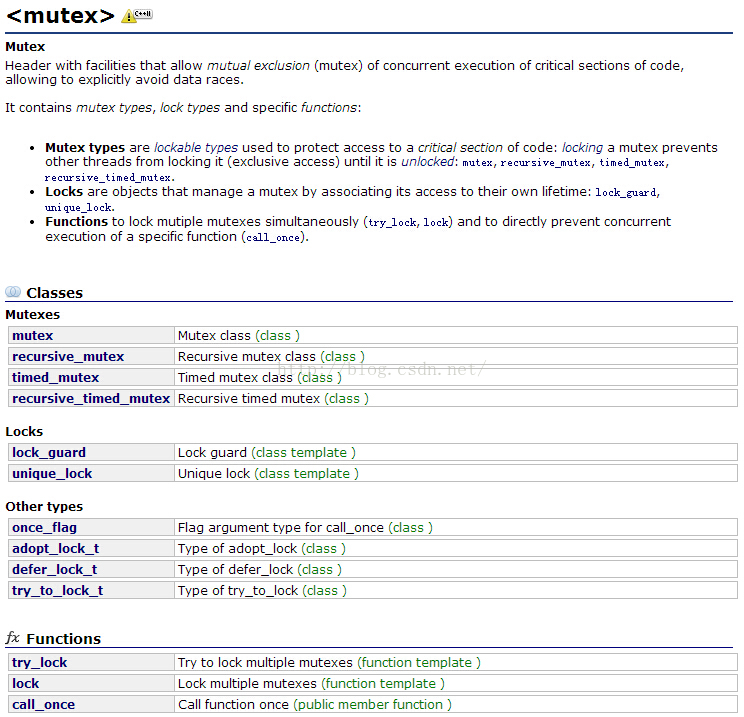 <mutex> C++11
Mutex
Header with facilities that allow mutual exclusion (mutex) of concurrent execution of critical sections of code,
allowing to explicitly avoid data races.
It contains mutex types, lock types and specific functions:
• Mutex types are lockable types used to protect access to a critical section of code: locking a mutex prevents
other threads from locking it (exclusive access) until it is unlocked: mutex, recursive_mutex, timed_mutex,
recursive_timed_mutex.
• Locks are objects that manage a mutex by associating its access to their own lifetime: lock_guard,
unique_lock.
• Functions to lock mutiple mutexes simultaneously (try_lock, lock) and to directly prevent concurrent
execution of a specific function (call_once).
Classes
Mutexes
mutex Mutex class (class )
recursive_mutex Recursive mutex class (class )
http://blog.csdn.net/
timed_mutex Timed mutex class (class )
recursive_timed_mutex Recursive timed mutex (class )
Locks
lock_guard Lock guard (class template )
unique_lock Unique lock (class template )
Other types
once_flag Flag argument type for call_once (class )
adopt_lock_t Type of adopt_lock (class )
defer_lock_t Type of defer_lock (class )
try_to_lock_t Type of try_to_lock (class )
fx Functions
try_lock Try to lock multiple mutexes (function template )
lock Lock multiple mutexes (function template )
call_once Call function once (public member function )